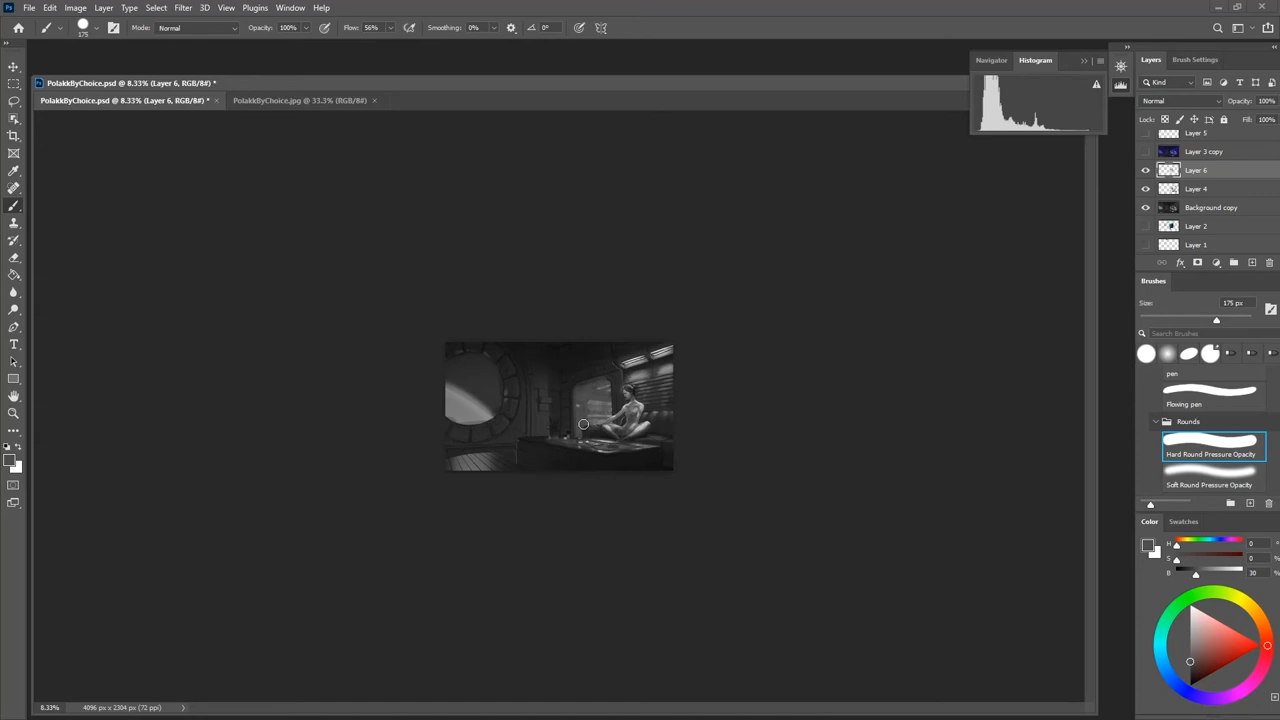 File Edit Image Layer Type Select Filter 3D View Plugins Window Help
175 Mode: Normal Opacity: 100% Flow: 56% Smoothing: 0% 0°
PolakkByChoice.psd @ 8.33% (Layer 6, RGB/8#) *
PolakkByChoice.psd @ 8.33% (Layer 6, RGB/8#) * × PolakkByChoice.jpg @ 33.3% (RGB/8#) ×
Navigator Histogram
Layers Brush Settings
Kind
Normal Opacity: 100%
Lock: Fill: 100%
Layer 5
Layer 3 copy
Layer 6
Layer 4
Background copy
Layer 2
Layer 1
Brushes
Size: 175 px
Search Brushes
pen
Flowing pen
Rounds
Hard Round Pressure Opacity
Soft Round Pressure Opacity
Color Swatches
H 0 °
S 0 %
B 30 %
8.33% 4096 px x 2304 px (72 ppi)